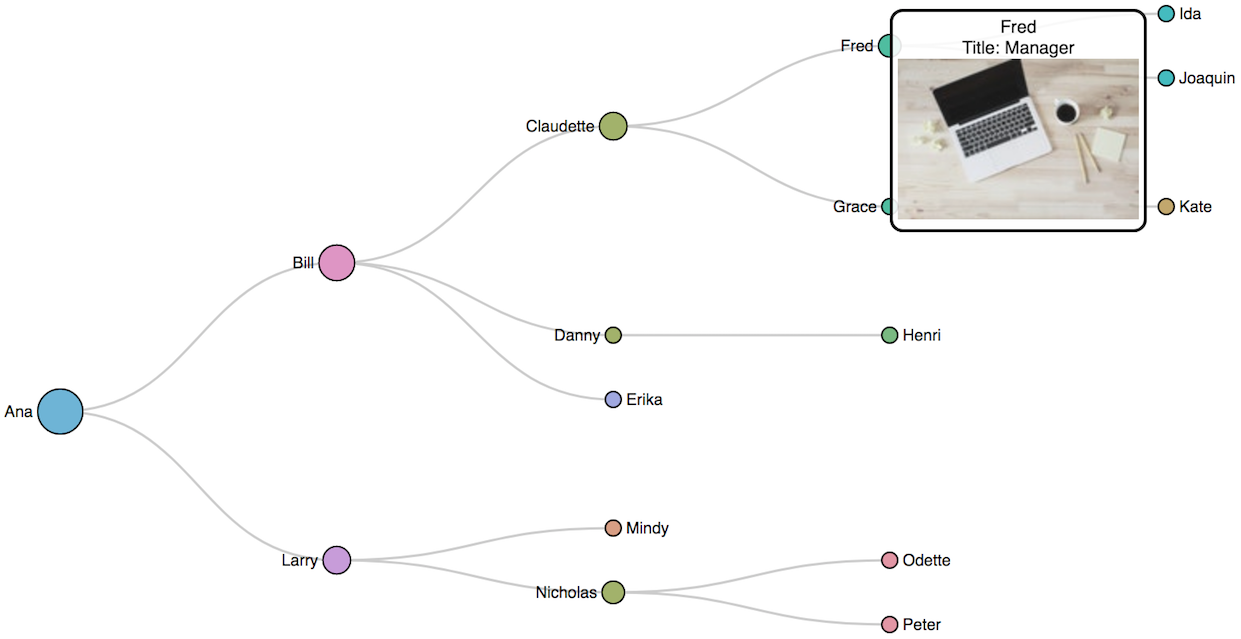 Ida
Fred
Title: Manager
Fred
Joaquin
Claudette
Grace
Kate
Bill
Danny
Henri
Erika
Ana
Mindy
Larry
Odette
Nicholas
Peter